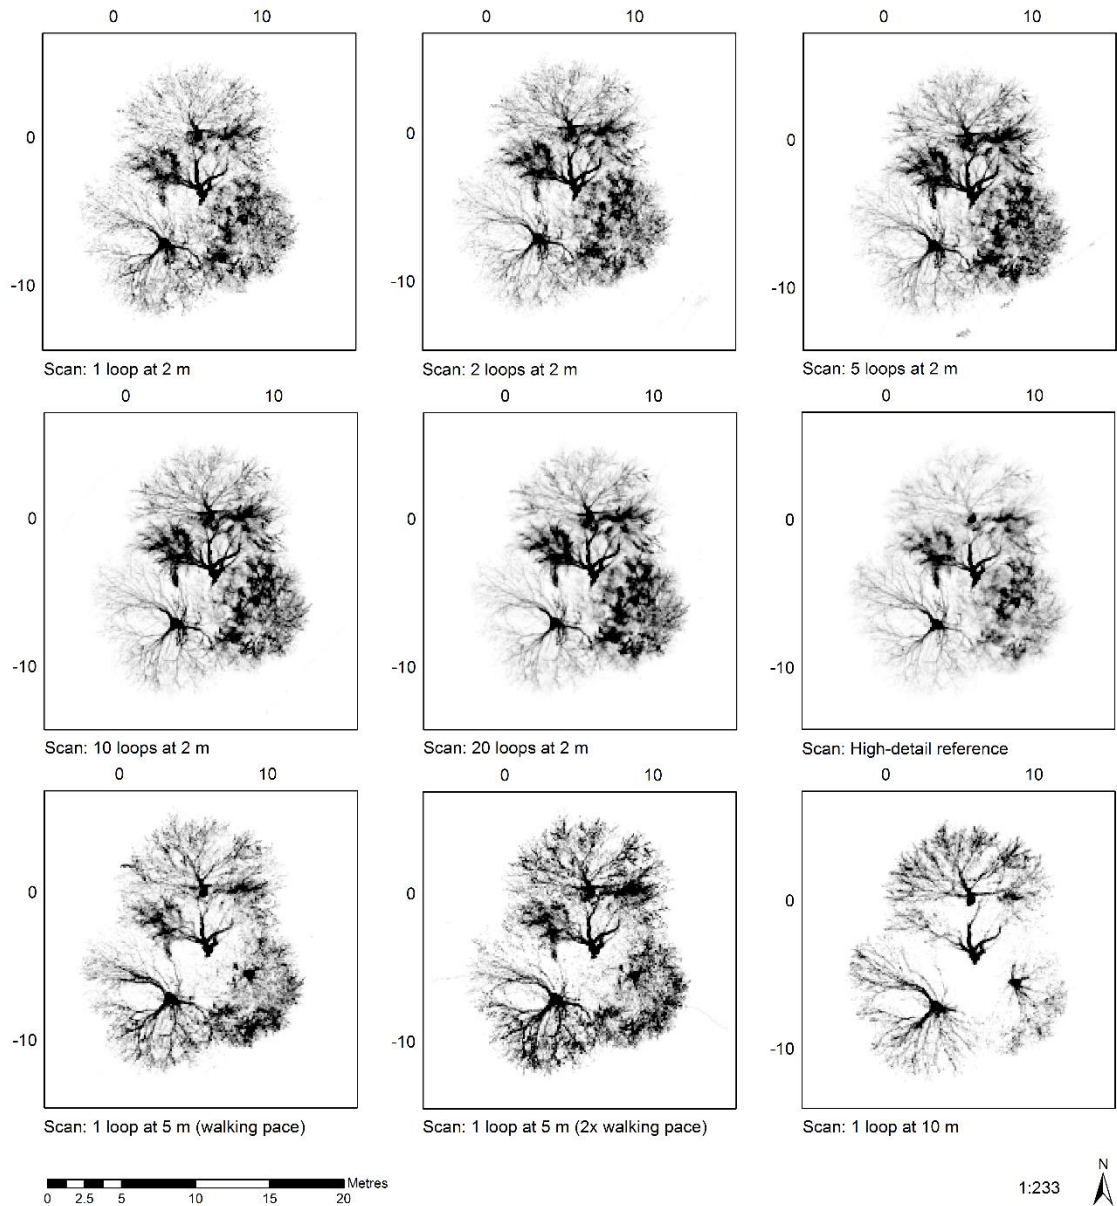 0 10 0 10 0 10
0 0 0
-10 -10 -10
Scan: 1 loop at 2 m Scan: 2 loops at 2 m Scan: 5 loops at 2 m
0 10 0 10 0 10
0 0 0
-10 -10 -10
Scan: 10 loops at 2 m Scan: 20 loops at 2 m Scan: High-detail reference
0 10 0 10 0 10
0 0 0
-10 -10 -10
Scan: 1 loop at 5 m (walking pace) Scan: 1 loop at 5 m (2x walking pace) Scan: 1 loop at 10 m
Metres
0 2.5 5 10 15 20
1:233
N